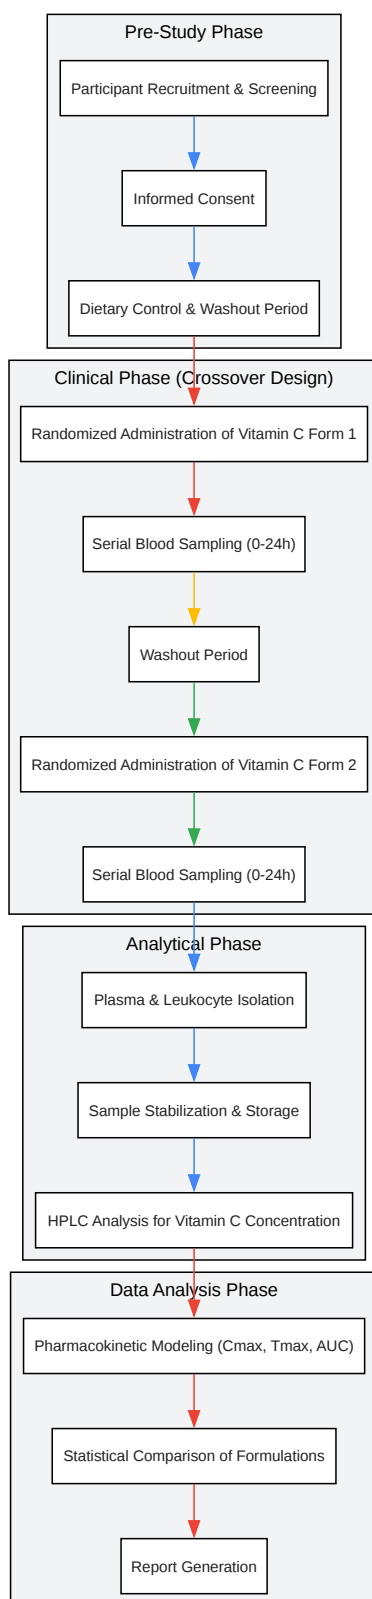 Pre-Study Phase
Participant Recruitment & Screening
Informed Consent
Dietary Control & Washout Period
Clinical Phase (Crossover Design)
Randomized Administration of Vitamin C Form 1
Serial Blood Sampling (0-24h)
Washout Period
Randomized Administration of Vitamin C Form 2
Serial Blood Sampling (0-24h)
Analytical Phase
Plasma & Leukocyte Isolation
Sample Stabilization & Storage
HPLC Analysis for Vitamin C Concentration
Data Analysis Phase
Pharmacokinetic Modeling (Cmax, Tmax, AUC)
Statistical Comparison of Formulations
Report Generation